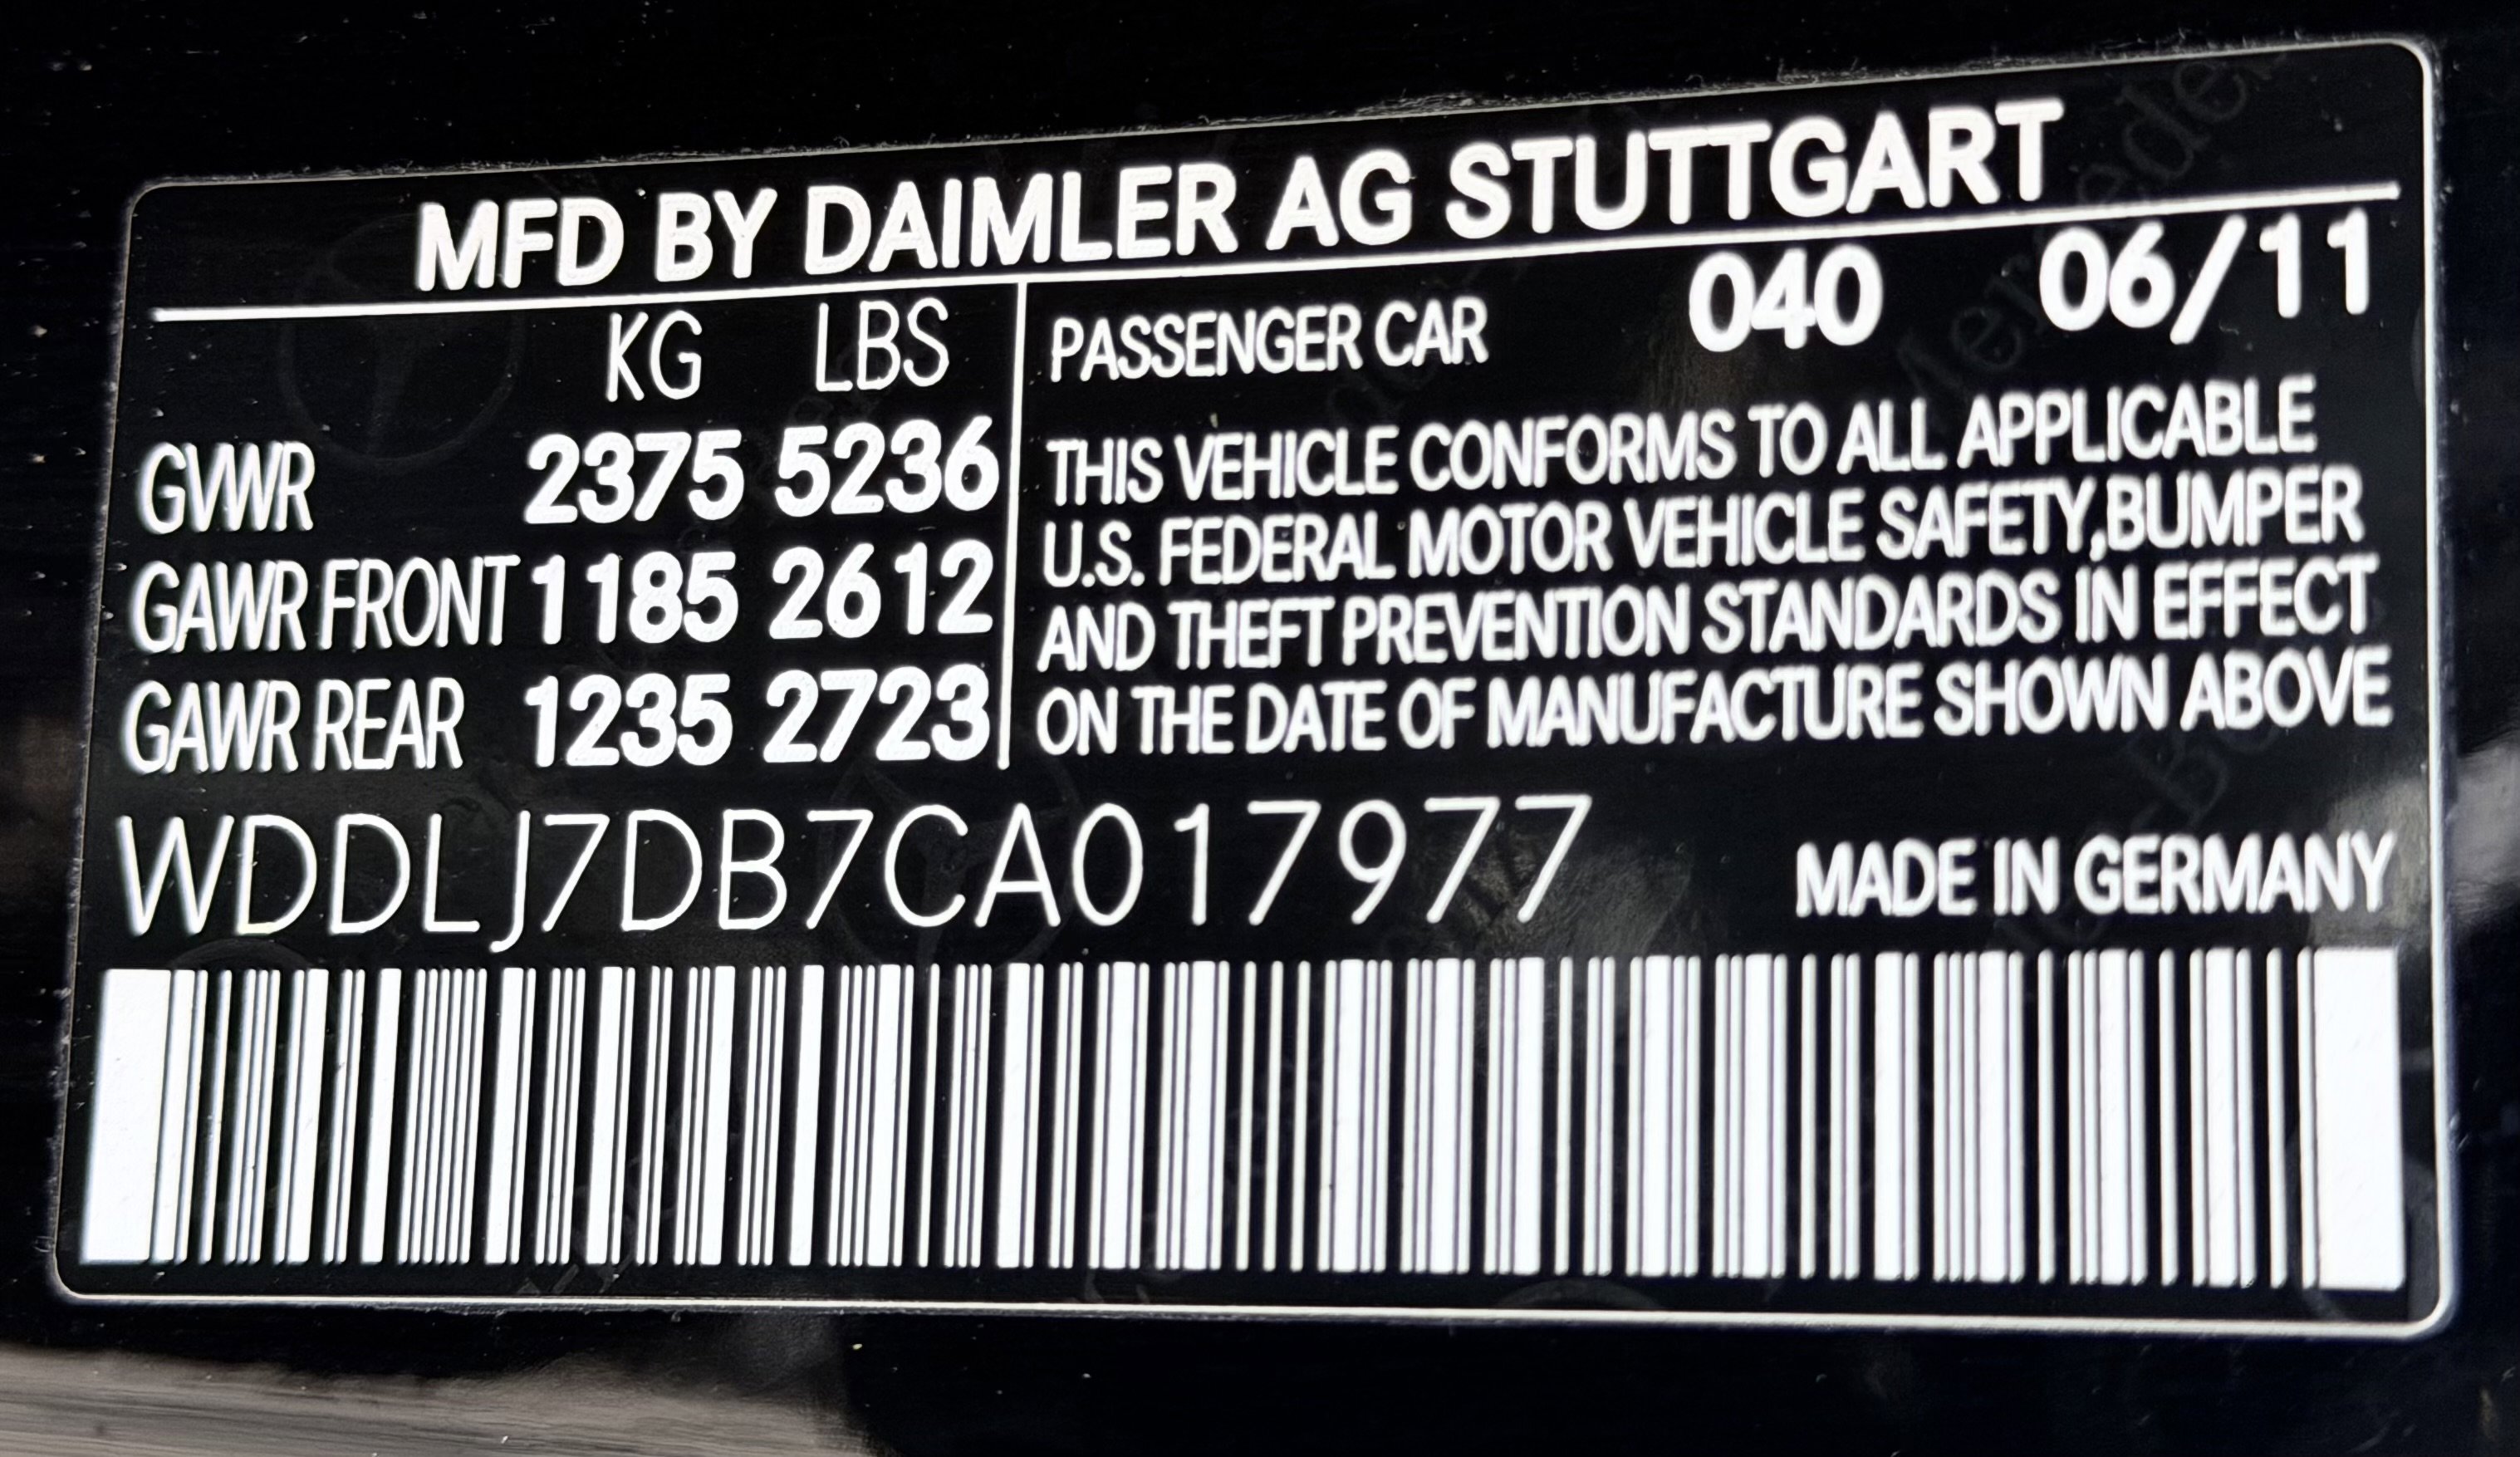 MFD BY DAIMLER AG STUTTGART
KG LBS
GVWR 2375 5236
GAWR FRONT 1185 2612
GAWR REAR 1235 2723
PASSENGER CAR 040 06/11
THIS VEHICLE CONFORMS TO ALL APPLICABLE
U.S. FEDERAL MOTOR VEHICLE SAFETY,BUMPER
AND THEFT PREVENTION STANDARDS IN EFFECT
ON THE DATE OF MANUFACTURE SHOWN ABOVE
WDDLJ7DB7CA017977
MADE IN GERMANY